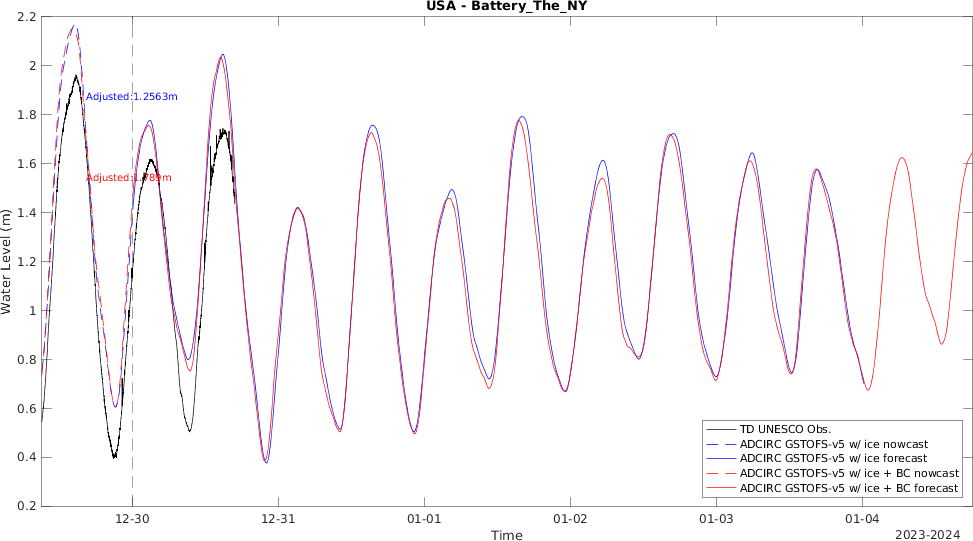 USA - Battery_The_NY
2.2
2
1.8
1.6
1.4
1.2
1
0.8
0.6
0.4
0.2
Water Level (m)
Adjusted:1.2563m
TD UNESCO Obs.
ADCIRC GSTOFS-v5 w/ ice nowcast
ADCIRC GSTOFS-v5 w/ ice forecast
ADCIRC GSTOFS-v5 w/ ice + BC nowcast
ADCIRC GSTOFS-v5 w/ ice + BC forecast
12-30
12-31
01-01
01-02
01-03
01-04
Time
2023-2024